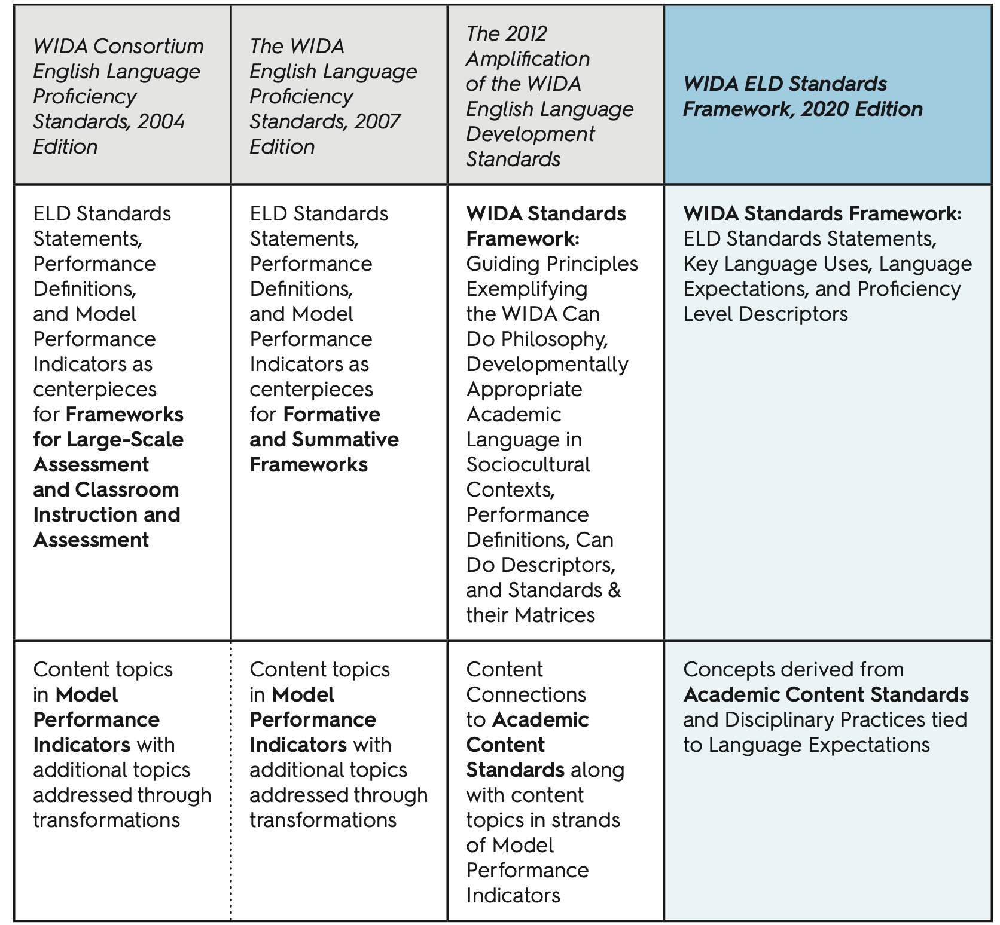 WIDA Consortium
English Language
Proficiency
Standards, 2004
Edition
The WIDA
English Language
Proficiency
Standards, 2007
Edition
The 2012
Amplification
of the WIDA
English Language
Development
Standards
WIDA ELD Standards
Framework, 2020 Edition
ELD Standards
Statements,
Performance
Definitions,
and Model
Performance
Indicators as
centerpieces
for Frameworks
for Large-Scale
Assessment
and Classroom
Instruction and
Assessment
ELD Standards
Statements,
Performance
Definitions,
and Model
Performance
Indicators as
centerpieces
for Formative
and Summative
Frameworks
WIDA Standards
Framework:
Guiding Principles
Exemplifying
the WIDA Can
Do Philosophy,
Developmentally
Appropriate
Academic
Language in
Sociocultural
Contexts,
Performance
Definitions, Can
Do Descriptors,
and Standards &
their Matrices
WIDA Standards Framework:
ELD Standards Statements,
Key Language Uses, Language
Expectations, and Proficiency
Level Descriptors
Content topics
in Model
Performance
Indicators with
additional topics
addressed through
transformations
Content topics
in Model
Performance
Indicators with
additional topics
addressed through
transformations
Content
Connections
to Academic
Content
Standards along
with content
topics in strands
of Model
Performance
Indicators
Concepts derived from
Academic Content Standards
and Disciplinary Practices tied
to Language Expectations